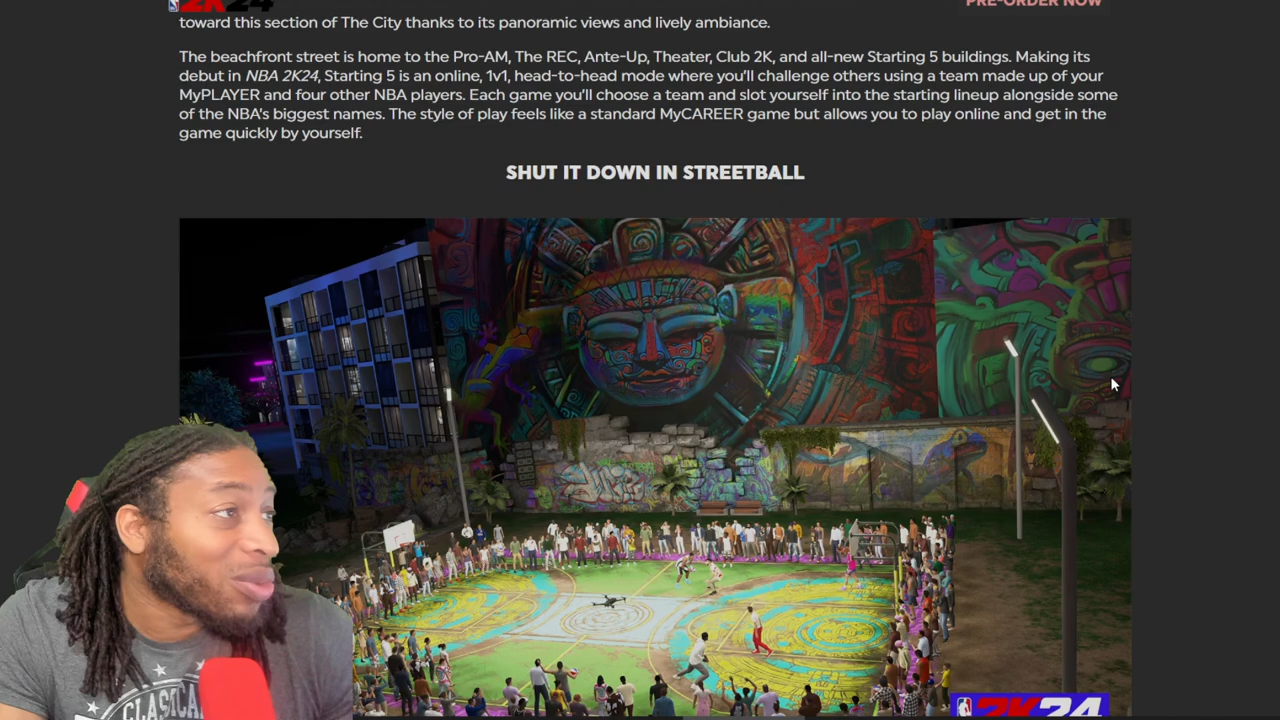 2K24
PRE-ORDER NOW
toward this section of The City thanks to its panoramic views and lively ambiance.
The beachfront street is home to the Pro-AM, The REC, Ante-Up, Theater, Club 2K, and all-new Starting 5 buildings. Making its
debut in NBA 2K24, Starting 5 is an online, 1v1, head-to-head mode where you'll challenge others using a team made up of your
MyPLAYER and four other NBA players. Each game you'll choose a team and slot yourself into the starting lineup alongside some
of the NBA's biggest names. The style of play feels like a standard MyCAREER game but allows you to play online and get in the
game quickly by yourself.
SHUT IT DOWN IN STREETBALL
CLASSICA
2K24